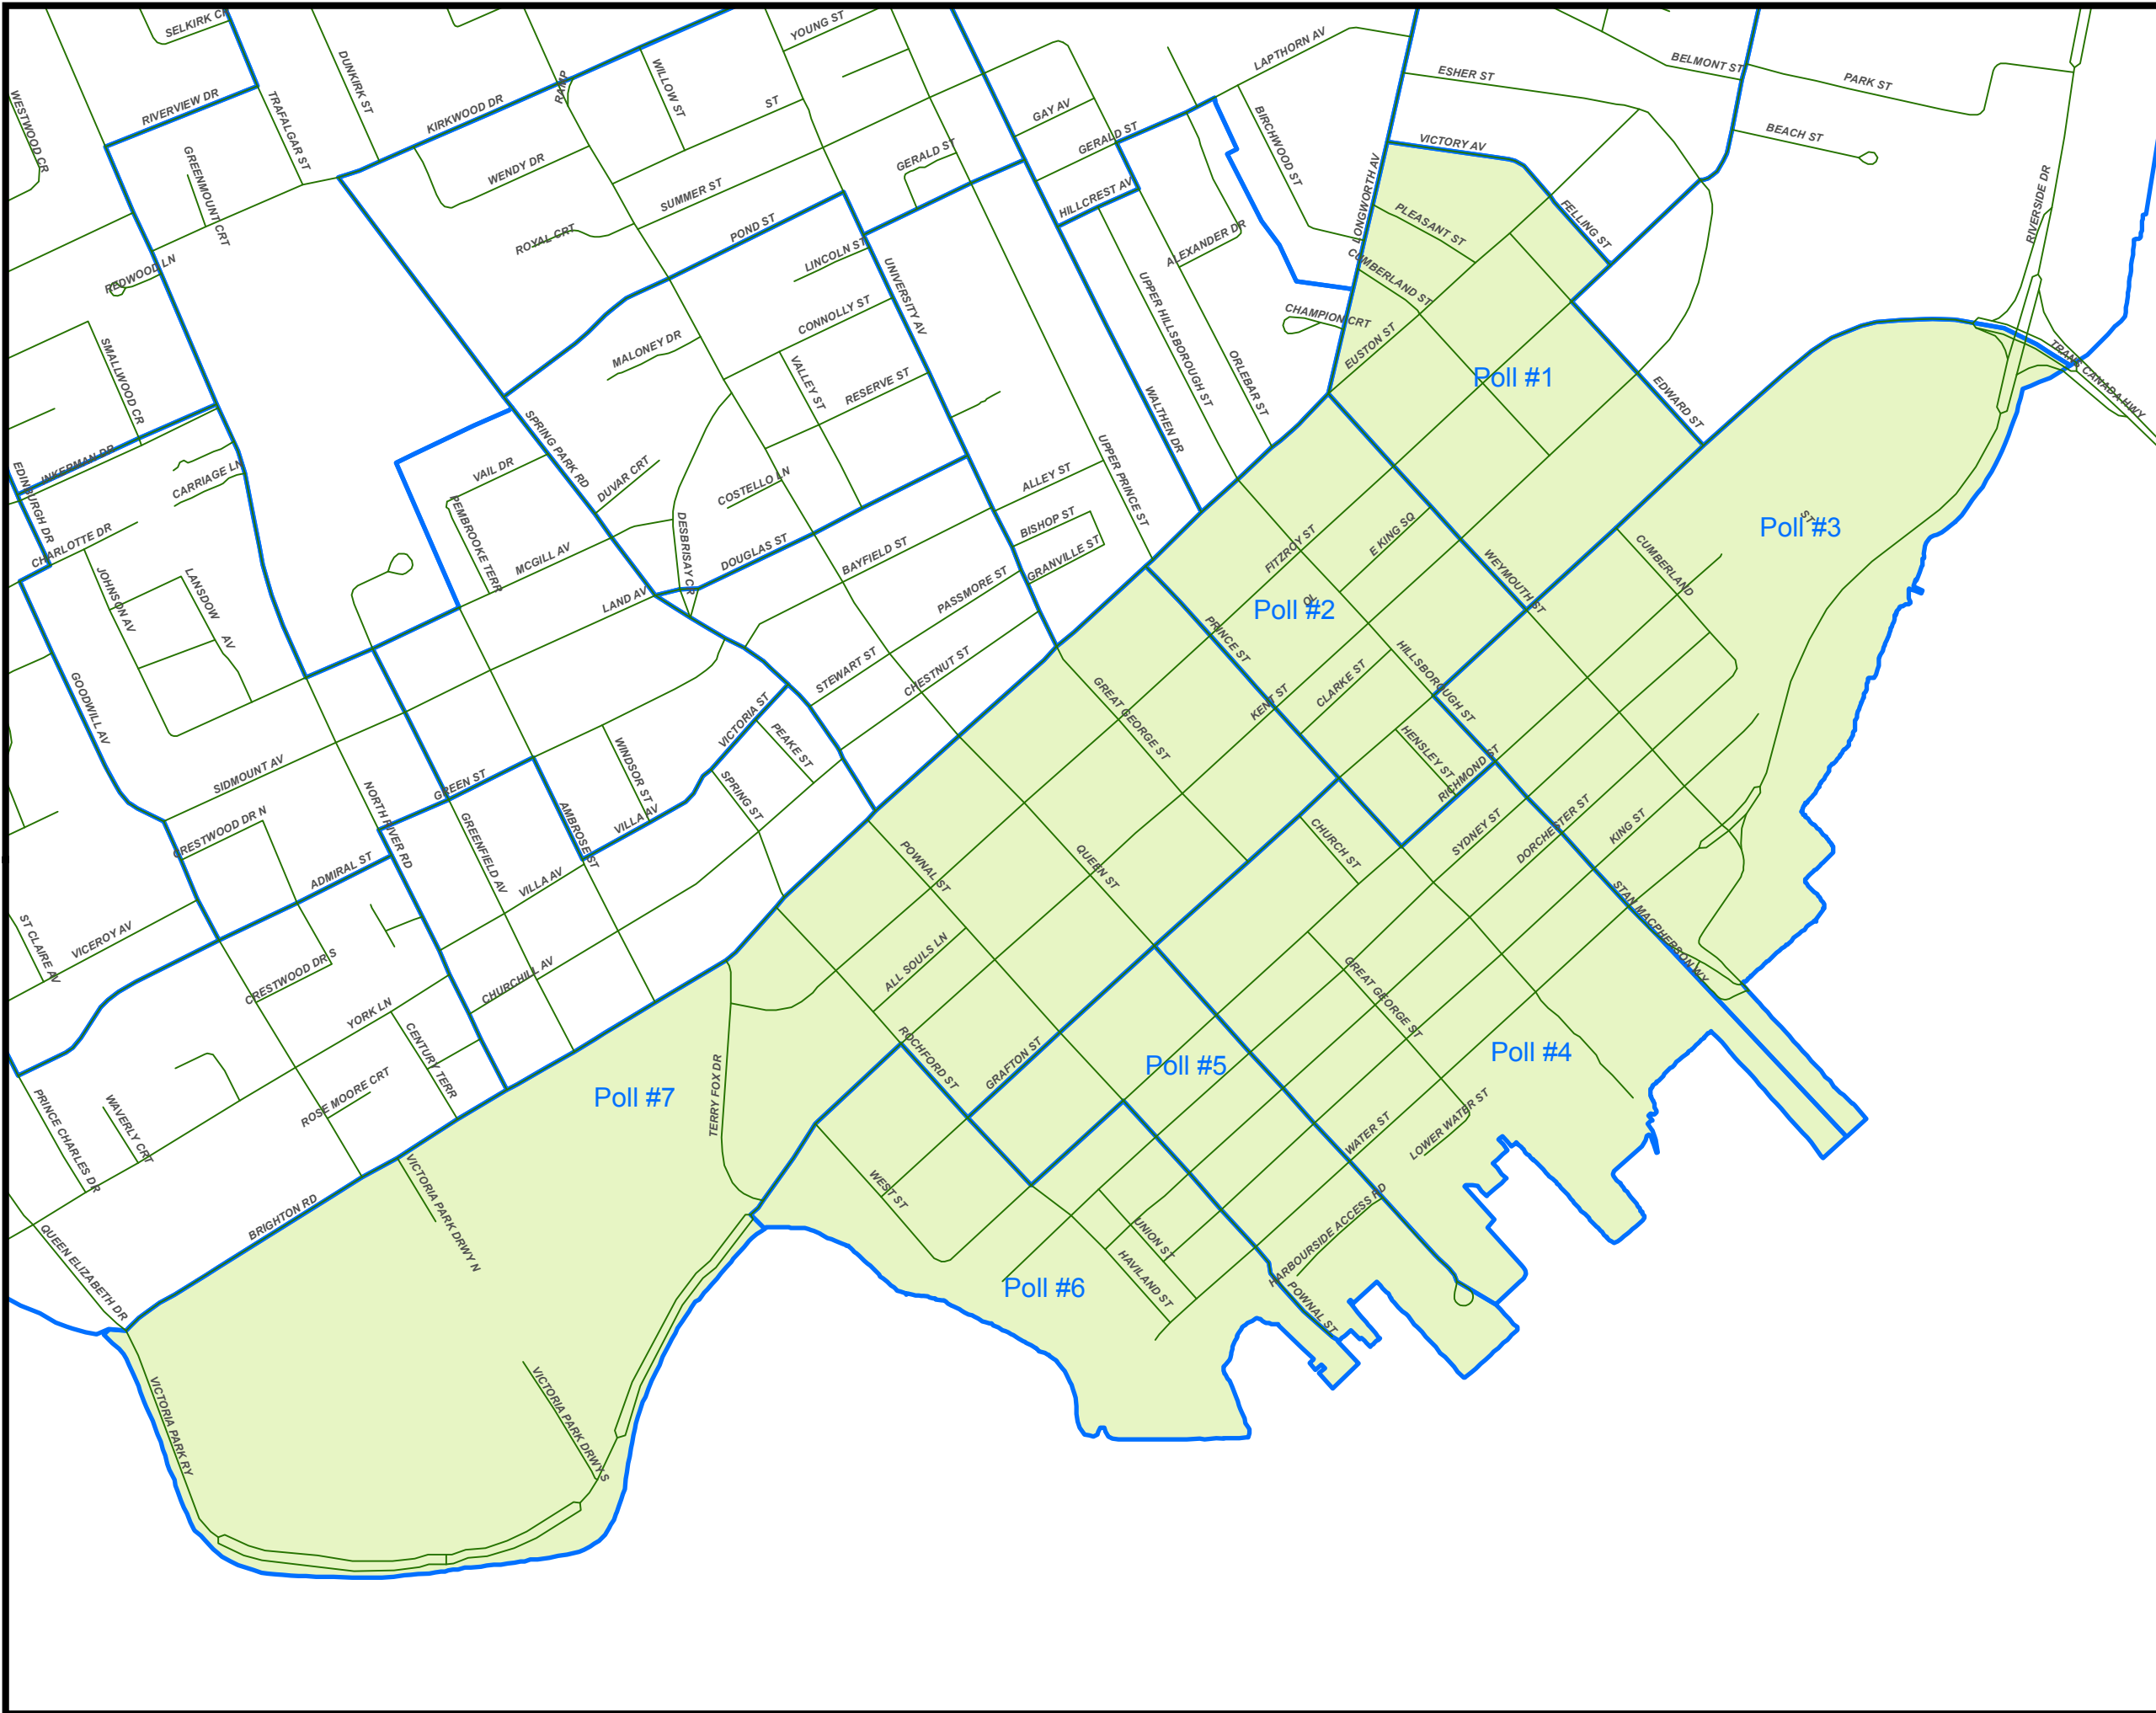 SELKIRK
YOUNG ST
LAPTHORN AV
BELMONT ST
PARK ST
ESHER ST
DUNKIRK ST
WILLOW ST
RAMP
WESTWOOD CR
RIVERVIEW DR
TRAFALGAR ST
KIRKWOOD DR
ST
GAY AV
GERALD ST
BEACH ST
BIRCHWOOD ST
VICTORY AV
GREENMOUNT CRT
WENDY DR
GERALD ST
SUMMER ST
HILLCREST AV
LONGWORTH AV
PLEASANT ST
FELLING ST
RIVERSIDE DR
ROYAL CRT
POND ST
LINCOLN ST
ALEXANDER DR
CUMBERLAND ST
REDWOOD LN
UNIVERSITY AV
CONNOLLY ST
UPPER HILLSBOROUGH ST
CHAMPION CRT
EUSTON ST
TRANS CANADA HWY
SMALLWOOD CR
MALONEY DR
VALLEY ST
RESERVE ST
ORLEBAR ST
Poll #1
EDWARD ST
WALTHEN DR
SPRING PARK RD
UPPER PRINCE ST
INKERMAN DR
EDINBURGH DR
CARRIAGE LN
VAIL DR
DUVAR CRT
COSTELLO LN
ALLEY ST
PEMBROOKE TERR
DESBRISAY CR
BISHOP ST
GRANVILLE ST
FITZROY ST
E KING SQ
ST
Poll #3
CHARLOTTE DR
MCGILL AV
DOUGLAS ST
BAYFIELD ST
WEYMOUTH ST
CUMBERLAND
JOHNSON AV
LANSDOW
AV
LAND AV
PASSMORE ST
Poll #2
PRINCE ST
HILLSBOROUGH ST
GOODWILL AV
STEWART ST
CHESTNUT ST
GREAT GEORGE ST
KENT ST
CLARKE ST
VICTORIA ST
PEAKE ST
HENSLEY ST
RICHMOND ST
SIDMOUNT AV
WINDSOR ST
SPRING ST
GREEN ST
NORTH RIVER RD
CRESTWOOD DR N
GREENFIELD AV
AMBROSE ST
VILLA AV
CHURCH ST
SYDNEY ST
DORCHESTER ST
KING ST
ADMIRAL ST
VILLA AV
POWNAL ST
QUEEN ST
STAN MACPHERSON WY
ST CLAIRE AV
VICEROY AV
CRESTWOOD DR S
CHURCHILL AV
ALL SOULS LN
GREAT GEORGE ST
YORK LN
CENTURY TERR
ROCHFORD ST
GRAFTON ST
Poll #5
Poll #4
Poll #7
TERRY FOX DR
PRINCE CHARLES DR
WAVERLY CRT
ROSE MOORE CRT
WATER ST
LOWER WATER ST
BRIGHTON RD
VICTORIA PARK DRWY N
WEST ST
UNION ST
HAVILAND ST
HARBOURSIDE ACCESS RD
QUEEN ELIZABETH DR
Poll #6
POWNAL ST
VICTORIA PARK RY
VICTORIA PARK DRWY S